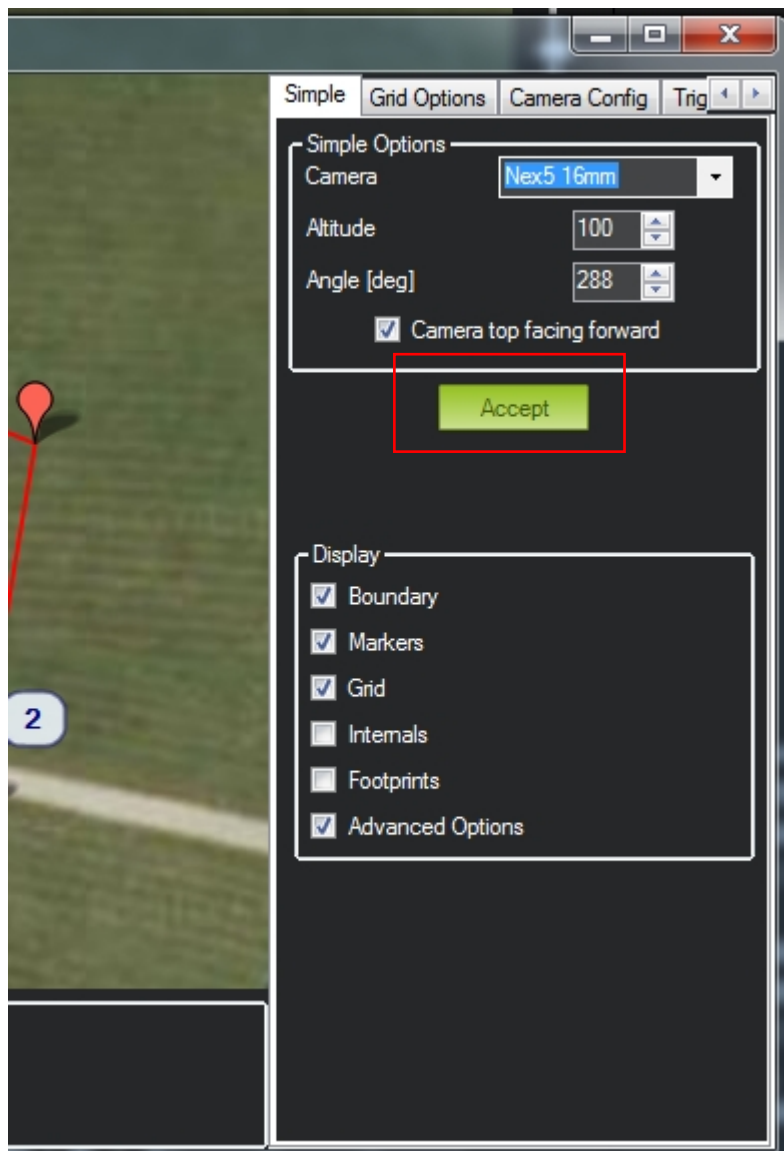 Simple Grid Options Camera Config Trig
Simple Options
Camera Nex5 16mm
Altitude 100
Angle [deg] 288
Camera top facing forward
Accept
Display
Boundary
Markers
Grid
2
Internals
Footprints
Advanced Options